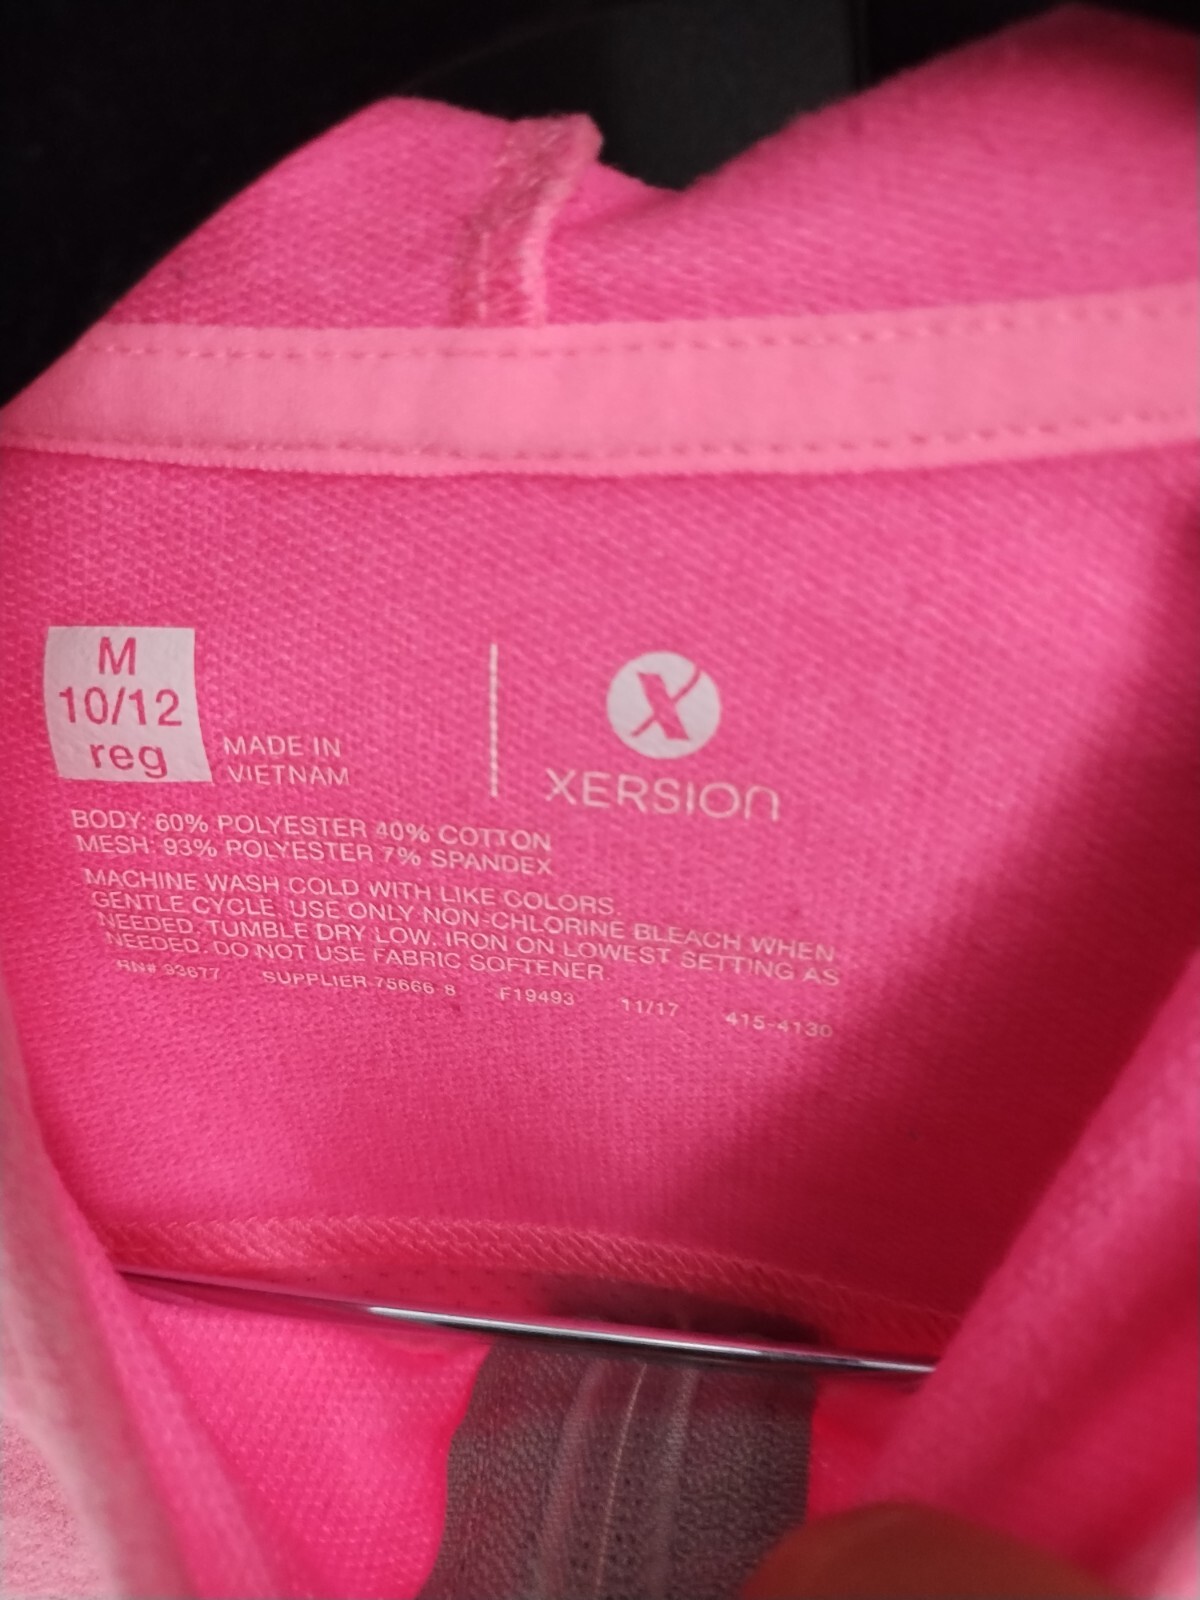 M
10/12
reg
MADE IN
VIETNAM
X
XERSION
BODY: 60% POLYESTER 40% COTTON
MESH: 93% POLYESTER 7% SPANDEX
MACHINE WASH COLD WITH LIKE COLORS.
GENTLE CYCLE. USE ONLY NON-CHLORINE BLEACH WHEN
NEEDED. TUMBLE DRY LOW. IRON ON LOWEST SETTING AS
NEEDED. DO NOT USE FABRIC SOFTENER.
RN# 93677 SUPPLIER 75666 8 F19493 11/17 415-4130